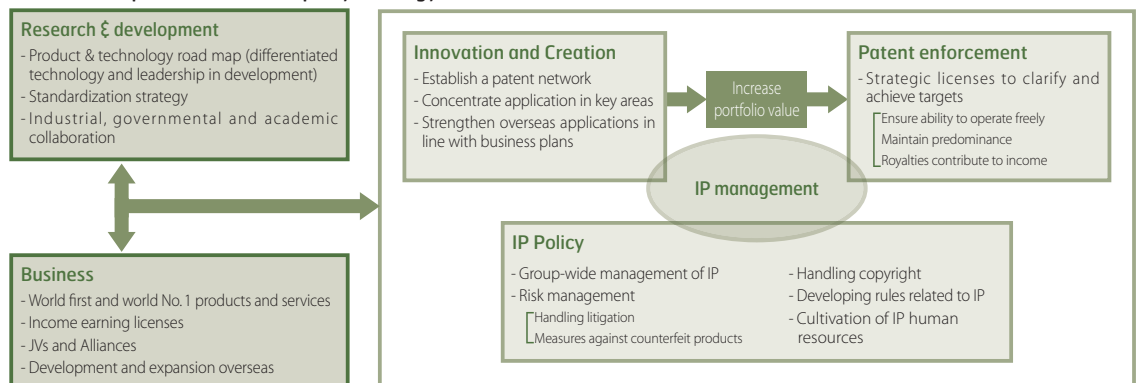 Research & development
- Product & technology road map (differentiated
technology and leadership in development)
- Standardization strategy
- Industrial, governmental and academic
collaboration
Business
- World first and world No. 1 products and services
- Income earning licenses
- JVs and Alliances
- Development and expansion overseas
Innovation and Creation
- Establish a patent network
- Concentrate application in key areas
- Strengthen overseas applications in
line with business plans
Increase
portfolio value
Patent enforcement
- Strategic licenses to clarify and
achieve targets
Ensure ability to operate freely
Maintain predominance
Royalties contribute to income
IP management
IP Policy
- Group-wide management of IP
- Risk management
Handling litigation
Measures against counterfeit products
- Handling copyright
- Developing rules related to IP
- Cultivation of IP human
resources